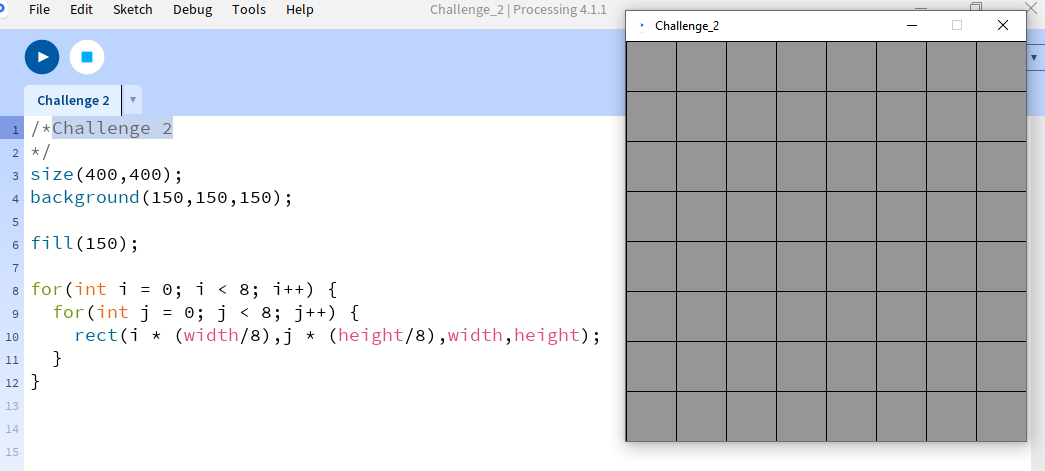 File Edit Sketch Debug Tools Help
Challenge_2 | Processing 4.1.1
Challenge_2
Challenge 2
1 /*Challenge 2
2 */
3 size(400,400);
4 background(150,150,150);
5
6 fill(150);
7
8 for(int i = 0; i < 8; i++) {
9   for(int j = 0; j < 8; j++) {
10     rect(i * (width/8),j * (height/8),width,height);
11   }
12 }
13
14
15